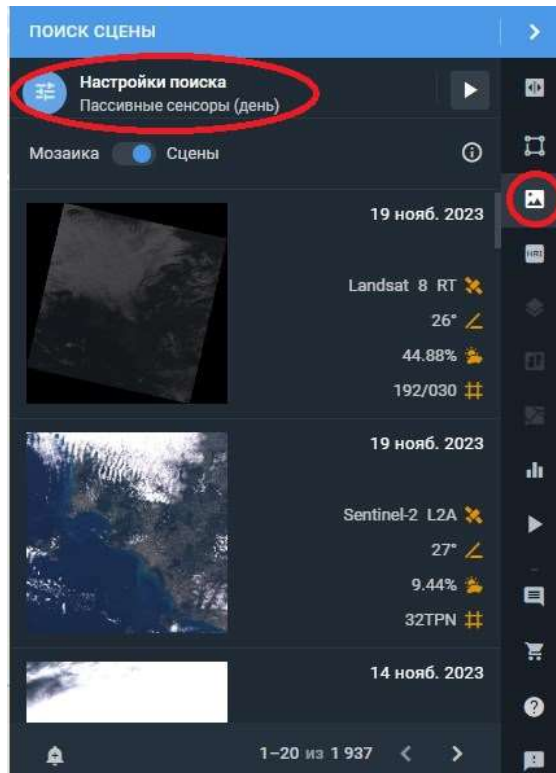 ПОИСК СЦЕНЫ
Настройки поиска
Пассивные сенсоры (день)
Мозаика Сцены
19 нояб. 2023
Landsat 8 RT
26°
44.88%
192/030
19 нояб. 2023
Sentinel-2 L2A
27°
9.44%
32TPN
14 нояб. 2023
1–20 из 1 937
HRI